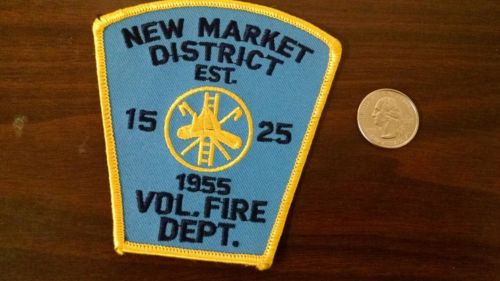 NEW MARKET
DISTRICT
EST.
15 25
1955
VOL. FIRE
DEPT.